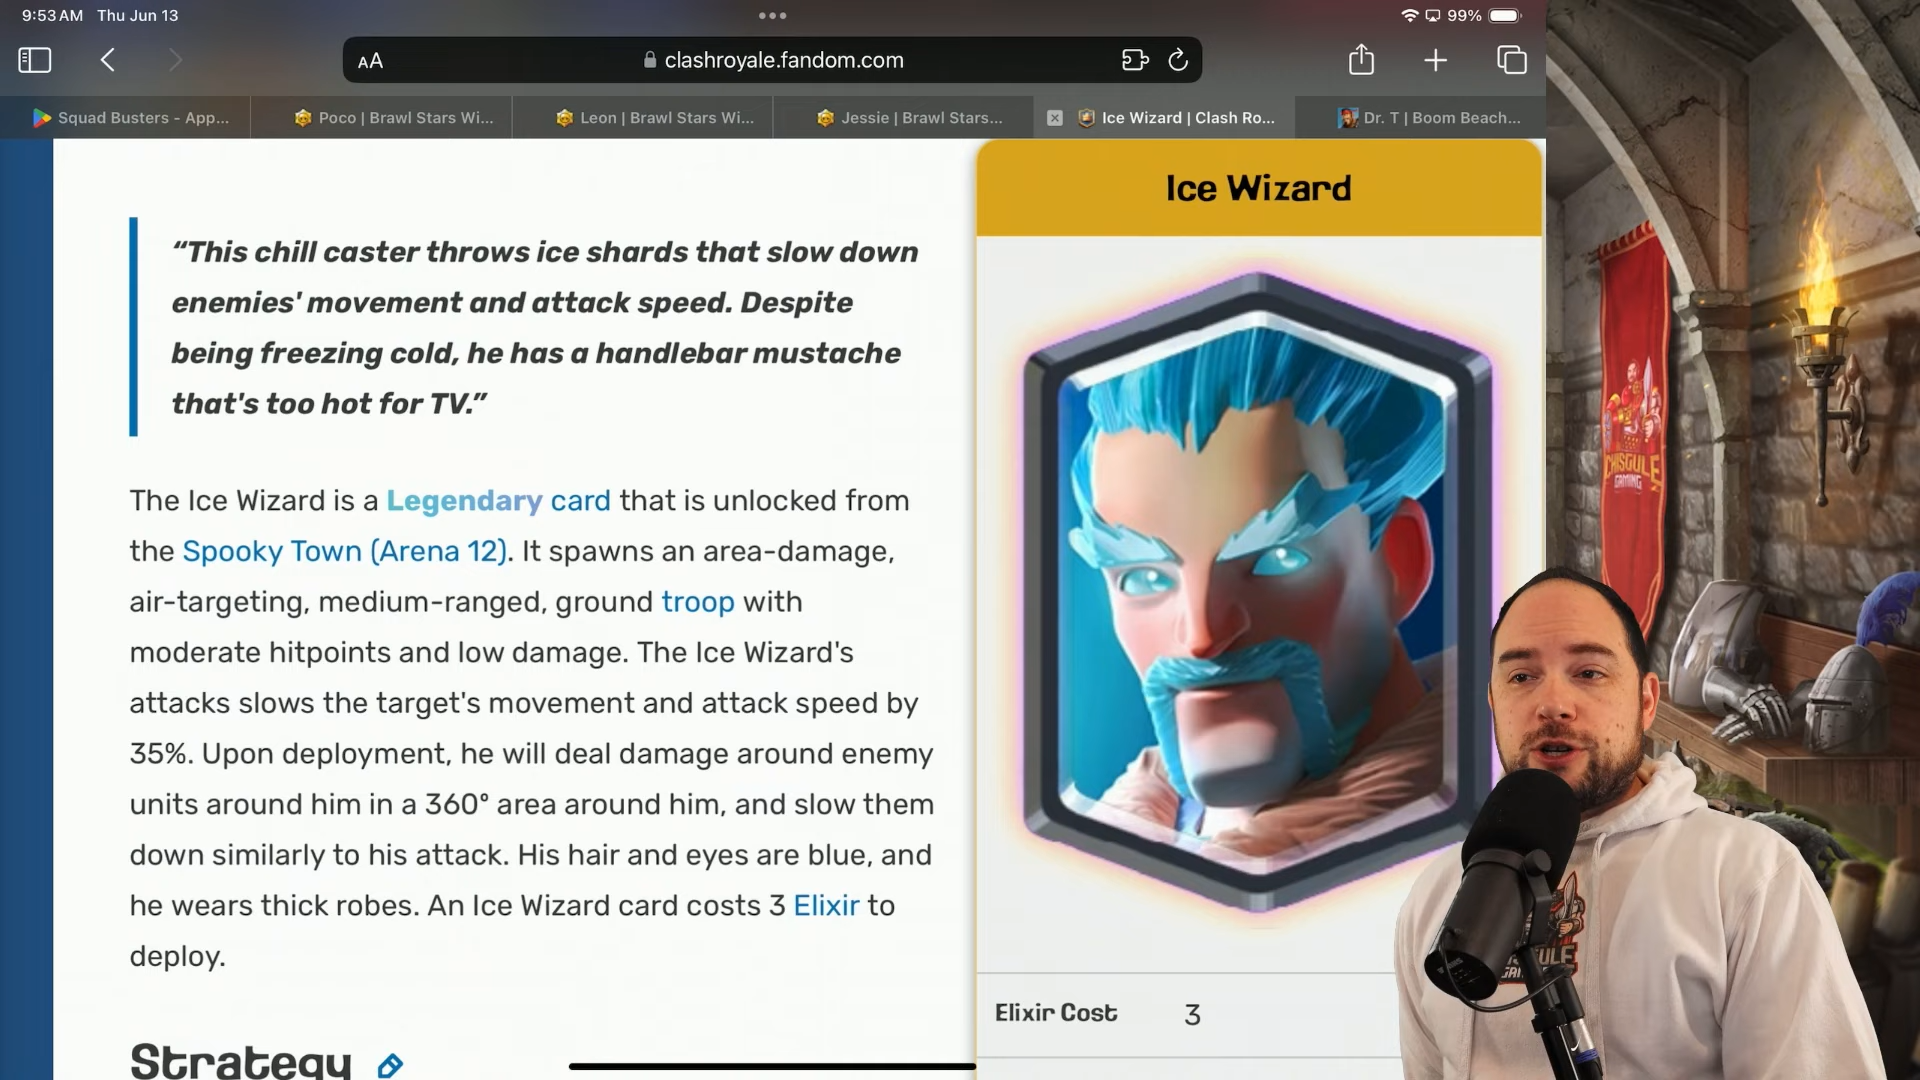 9:53 AM Thu Jun 13
99%
AA
clashroyale.fandom.com
Squad Busters - App...
Poco | Brawl Stars Wi...
Leon | Brawl Stars Wi...
Jessie | Brawl Stars...
Ice Wizard | Clash Ro...
Dr. T | Boom Beach...
“This chill caster throws ice shards that slow down
enemies' movement and attack speed. Despite
being freezing cold, he has a handlebar mustache
that's too hot for TV.”
The Ice Wizard is a Legendary card that is unlocked from
the Spooky Town (Arena 12). It spawns an area-damage,
air-targeting, medium-ranged, ground troop with
moderate hitpoints and low damage. The Ice Wizard's
attacks slows the target's movement and attack speed by
35%. Upon deployment, he will deal damage around enemy
units around him in a 360º area around him, and slow them
down similarly to his attack. His hair and eyes are blue, and
he wears thick robes. An Ice Wizard card costs 3 Elixir to
deploy.
Strategy
Ice Wizard
Elixir Cost 3
CHISGULE
GAMING